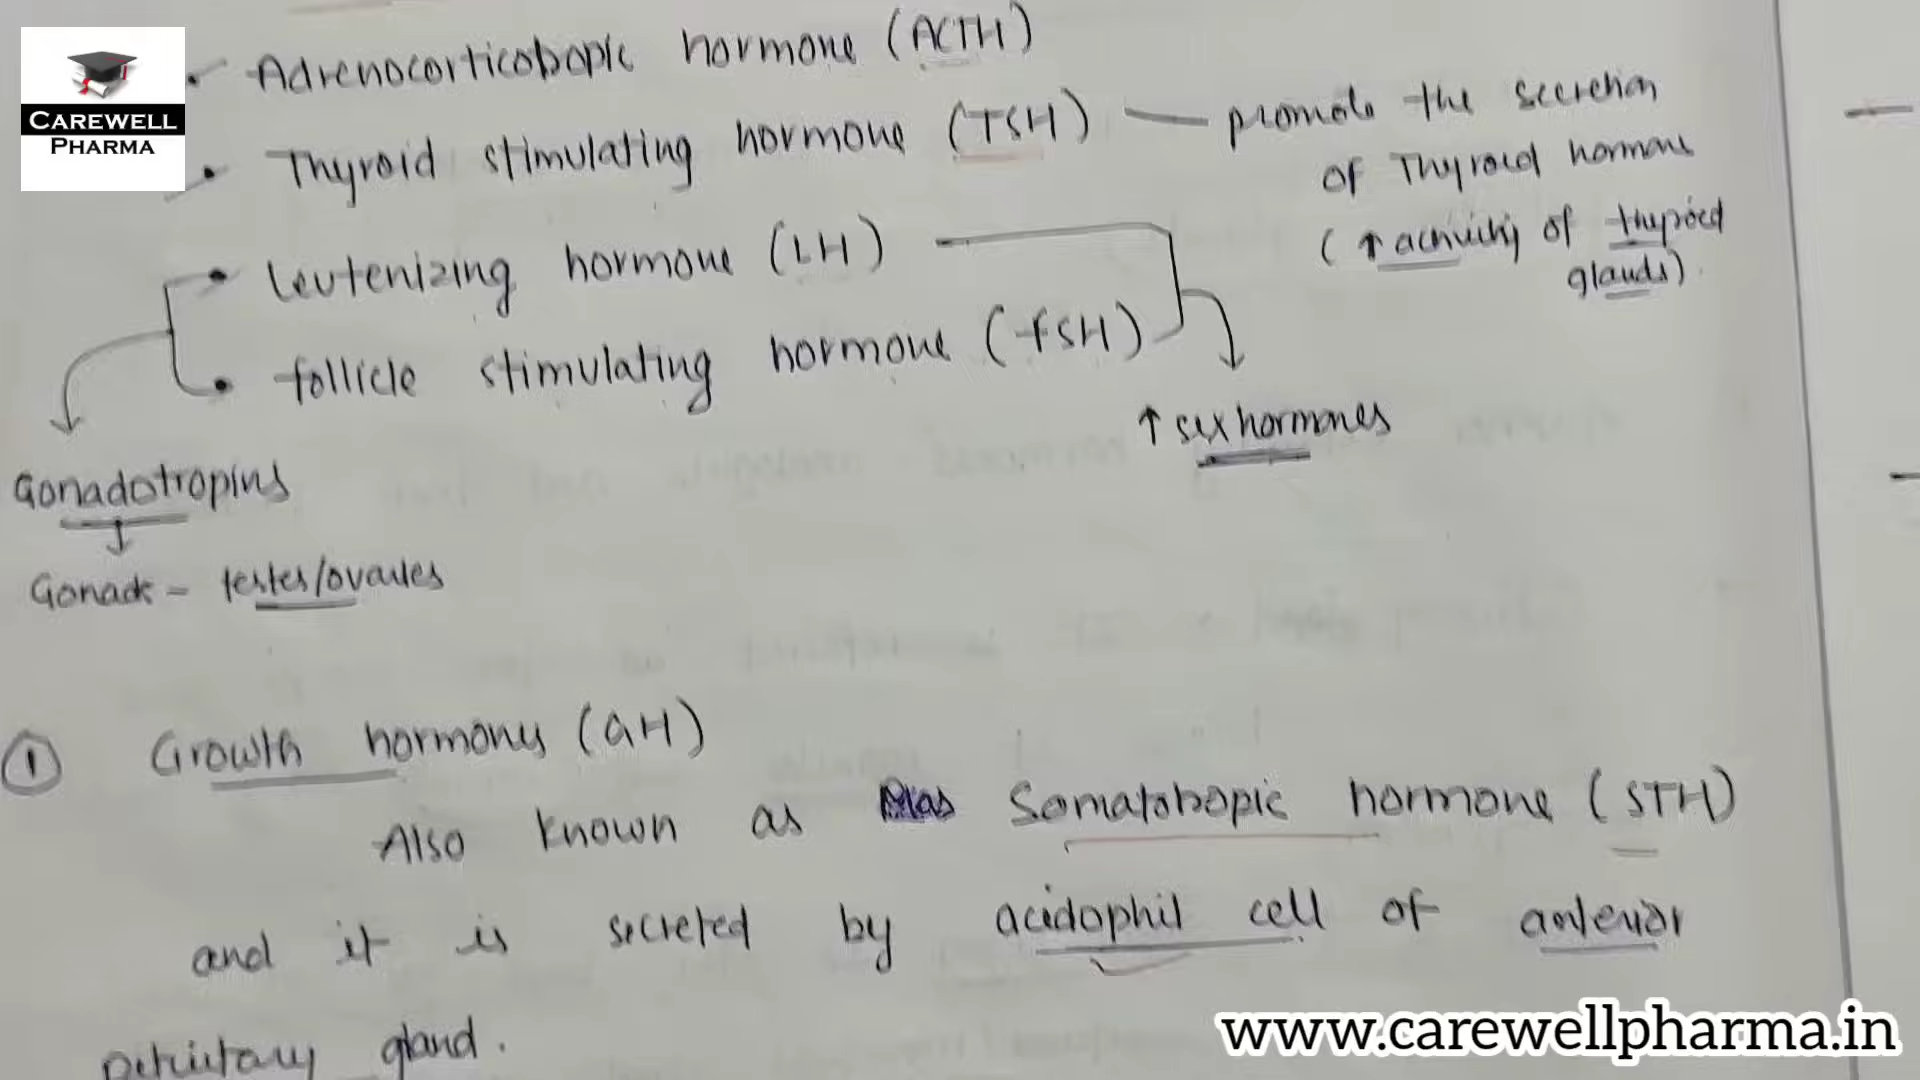 CAREWELL
PHARMA
• Adrenocorticotropic hormone (ACTH)
• Thyroid stimulating hormone (TSH) — promote the secretion
of Thyroid hormone
(↑ activity of thyroid
glands).
• Leutenizing hormone (LH)
• follicle stimulating hormone (FSH)
↑ sex hormones
Gonadotropins
Gonads - testes/ovaries
① Growth hormones (GH)
Also known as Somatotropic hormone (STH)
and it is secreted by acidophil cell of anterior
pituitary gland.
www.carewellpharma.in